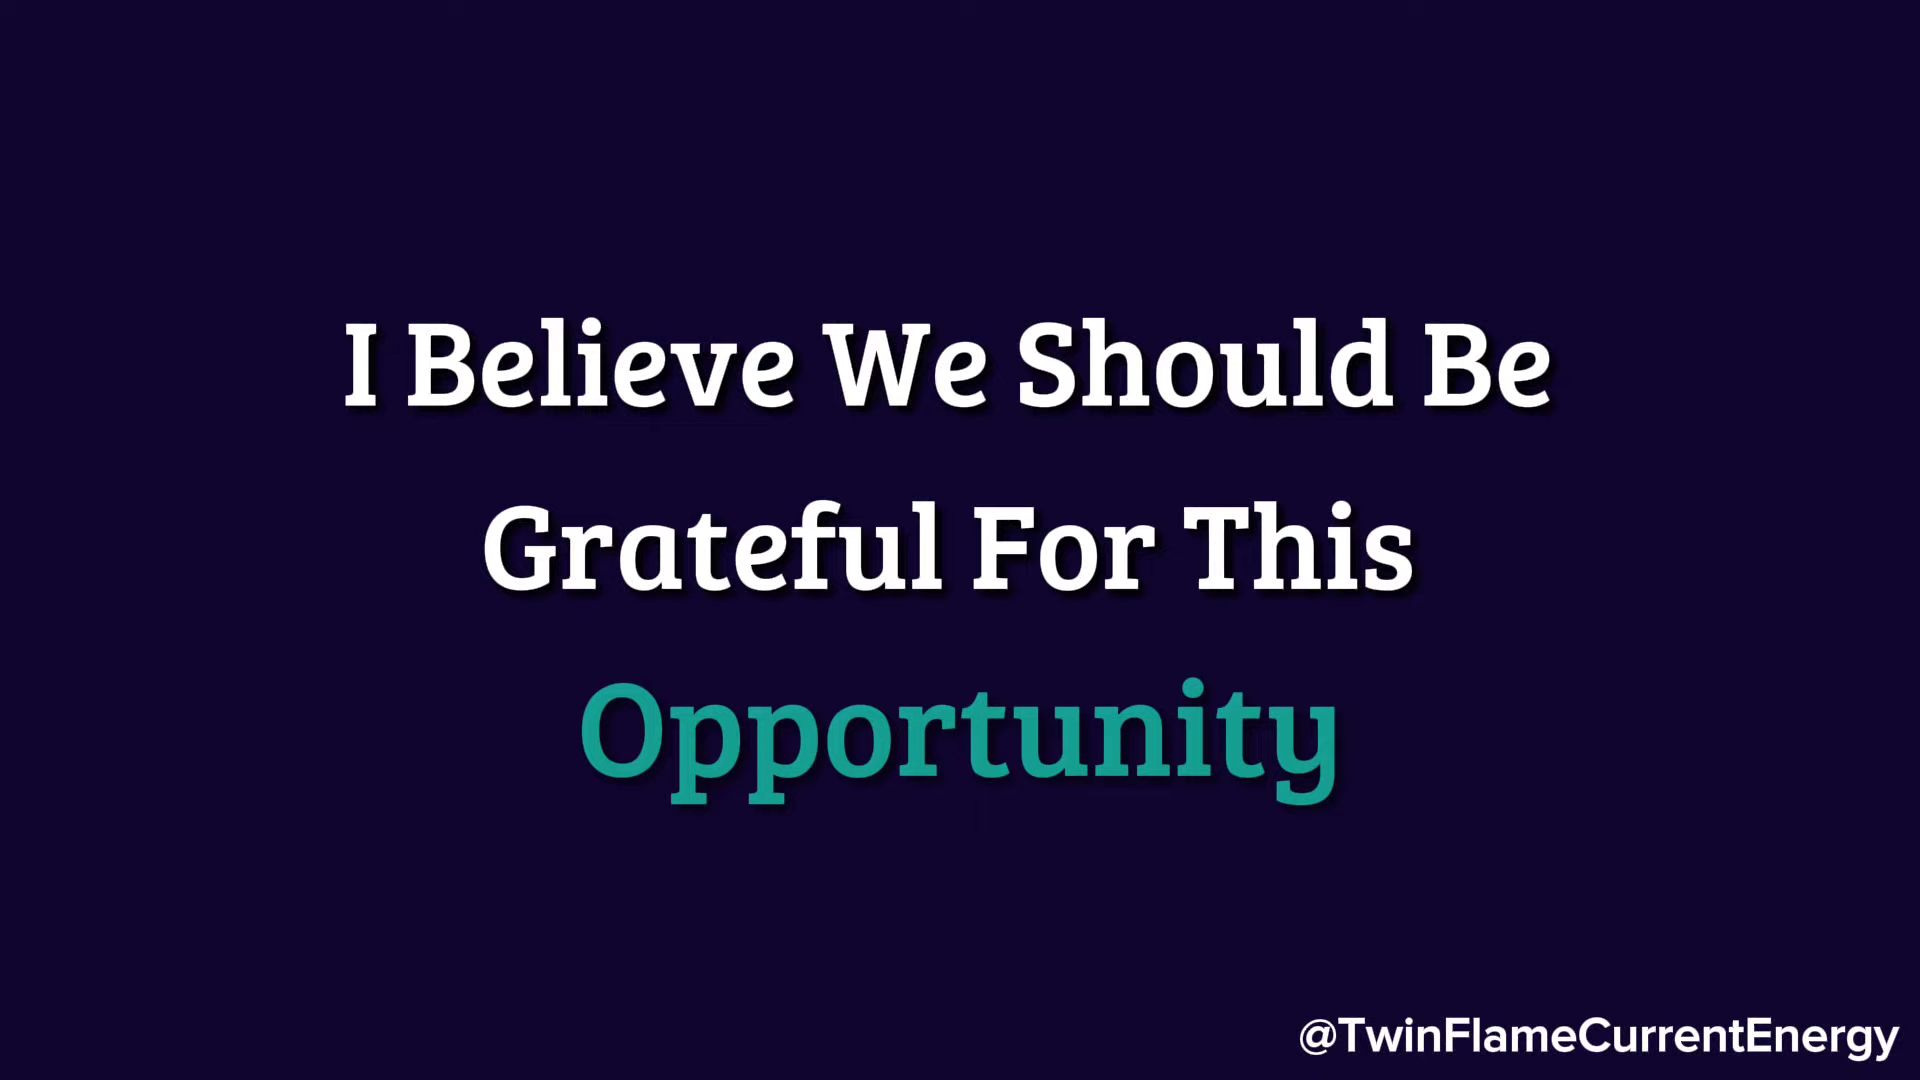 I Believe We Should Be
Grateful For This
Opportunity
@TwinFlameCurrentEnergy